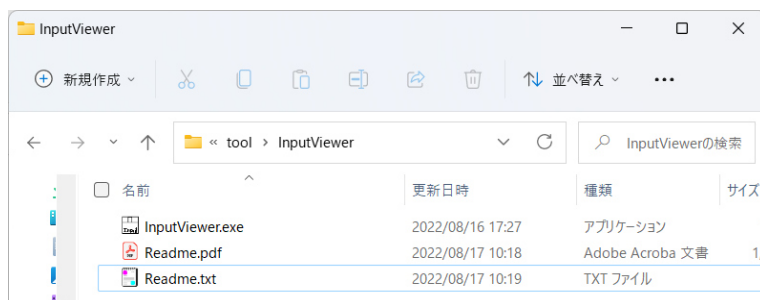 InputViewer
新規作成
並べ替え
« tool > InputViewer
InputViewerの検索
名前 更新日時 種類 サイズ
InputViewer.exe 2022/08/16 17:27 アプリケーション
Readme.pdf 2022/08/17 10:18 Adobe Acroba 文書 1,
Readme.txt 2022/08/17 10:19 TXT ファイル